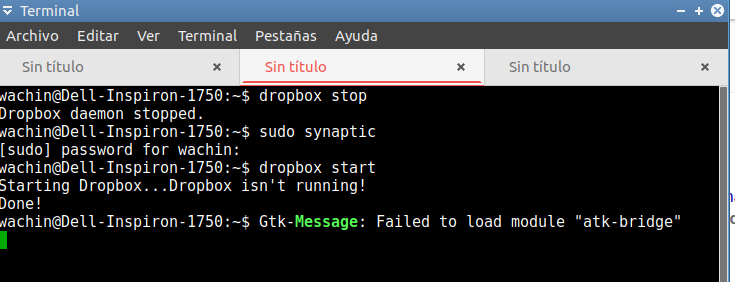 Terminal
Archivo Editar Ver Terminal Pestañas Ayuda
Sin título × Sin título × Sin título ×
wachin@Dell-Inspiron-1750:~$ dropbox stop
Dropbox daemon stopped.
wachin@Dell-Inspiron-1750:~$ sudo synaptic
[sudo] password for wachin:
wachin@Dell-Inspiron-1750:~$ dropbox start
Starting Dropbox...Dropbox isn't running!
Done!
wachin@Dell-Inspiron-1750:~$ Gtk-Message: Failed to load module "atk-bridge"